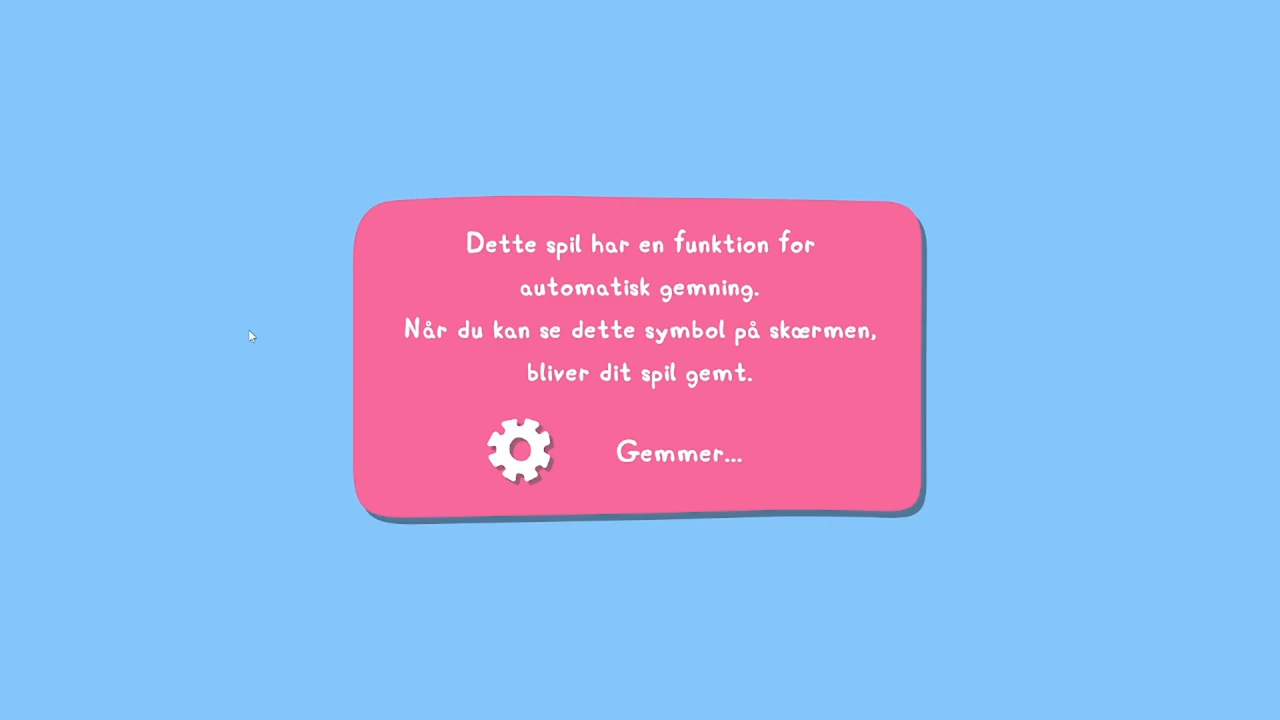 Dette spil har en funktion for
automatisk gemning.
Når du kan se dette symbol på skærmen,
bliver dit spil gemt.
Gemmer...